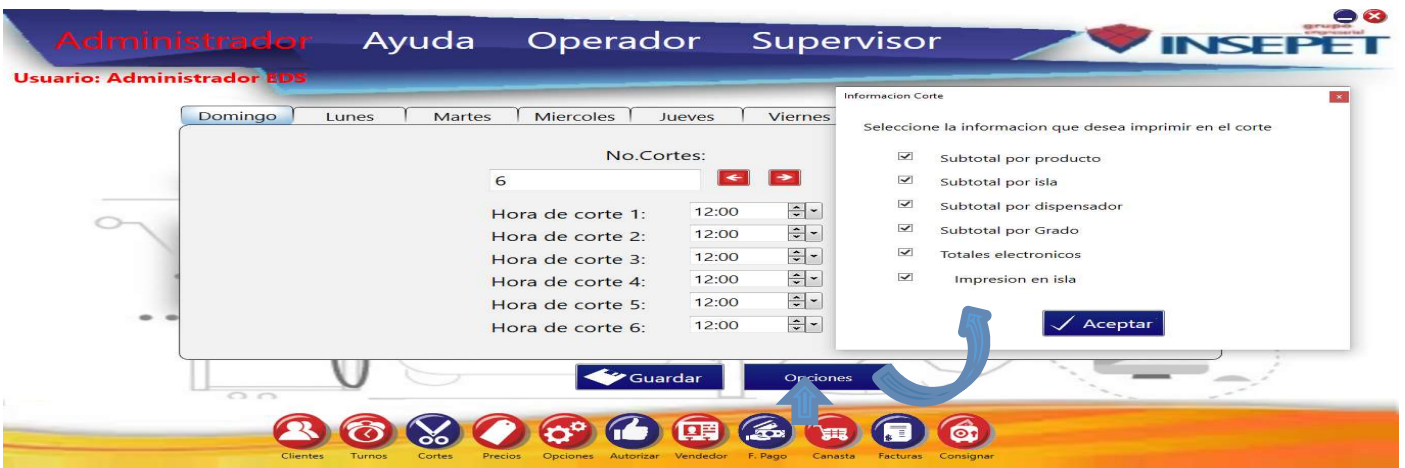 Administrador Ayuda Operador Supervisor
grupo
empresarial
INSEPET
Usuario: Administrador EDS
Domingo Lunes Martes Miercoles Jueves Viernes
No.Cortes:
6
Hora de corte 1: 12:00
Hora de corte 2: 12:00
Hora de corte 3: 12:00
Hora de corte 4: 12:00
Hora de corte 5: 12:00
Hora de corte 6: 12:00
Informacion Corte
Seleccione la informacion que desea imprimir en el corte
Subtotal por producto
Subtotal por isla
Subtotal por dispensador
Subtotal por Grado
Totales electronicos
Impresion en isla
Aceptar
Guardar Opciones
Clientes Turnos Cortes Precios Opciones Autorizar Vendedor F. Pago Canasta Facturas Consignar